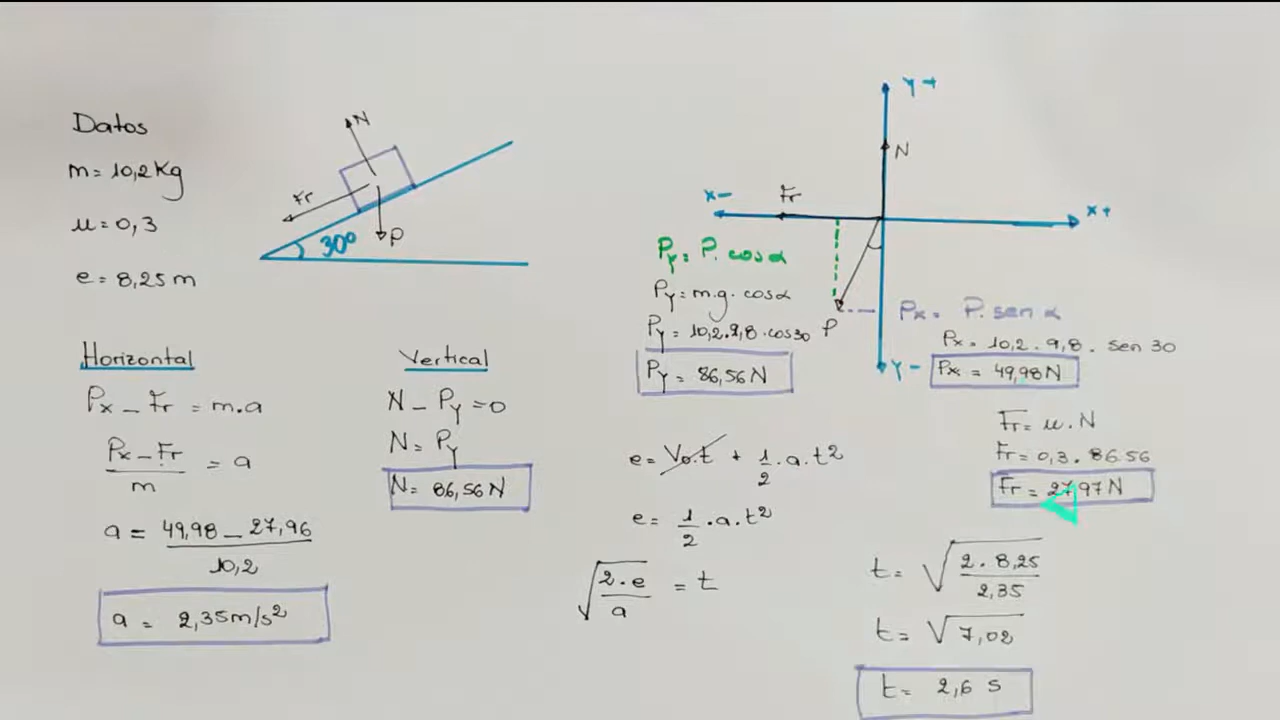 Datos
m = 10,2 Kg
μ = 0,3
e = 8,25 m
N
Fr
P
30º
Horizontal
Px - Fr = m.a
Px - Fr / m = a
a = 49,98 - 27,96 / 10,2
a = 2,35 m/s²
Vertical
N - Py = 0
N = Py
N = 86,56 N
Y+
N
X-
Fr
X+
Py = P. cos α
Py = m.g. cos α
Py = 10,2.9,8.cos30
Py = 86,56 N
P
Y-
Px = P. sen α
Px = 10,2 . 9,8 . sen 30
Px = 49,98 N
Fr = μ . N
Fr = 0,3 . 86.56
Fr = 27,97 N
e = V₀.t + 1/2 .a.t²
e = 1/2 .a.t²
√(2.e / a) = t
t = √(2 . 8,25 / 2,35)
t = √7,02
t = 2,6 s